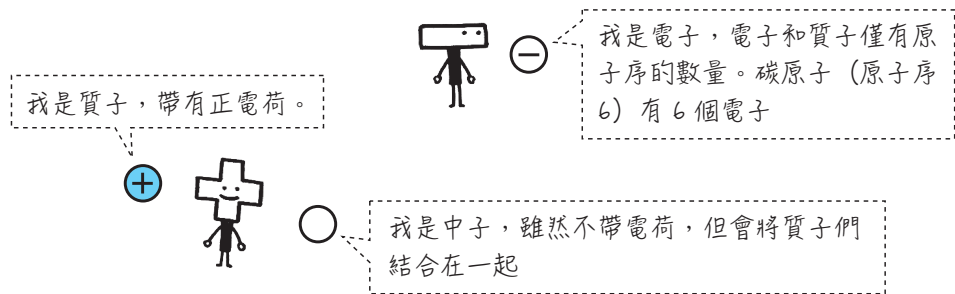 我是電子，電子和質子僅有原
子序的數量。碳原子（原子序
6）有 6 個電子
我是質子，帶有正電荷。
我是中子，雖然不帶電荷，但會將質子們
結合在一起